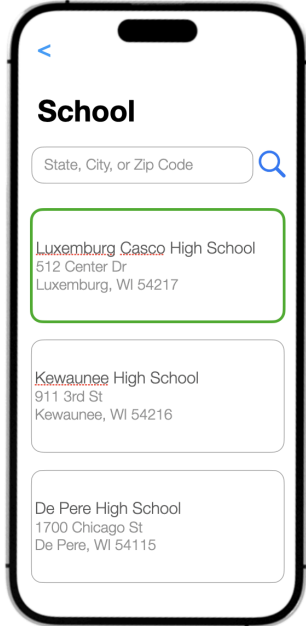 <
School
State, City, or Zip Code
Luxemburg Casco High School
512 Center Dr
Luxemburg, WI 54217
Kewaunee High School
911 3rd St
Kewaunee, WI 54216
De Pere High School
1700 Chicago St
De Pere, WI 54115